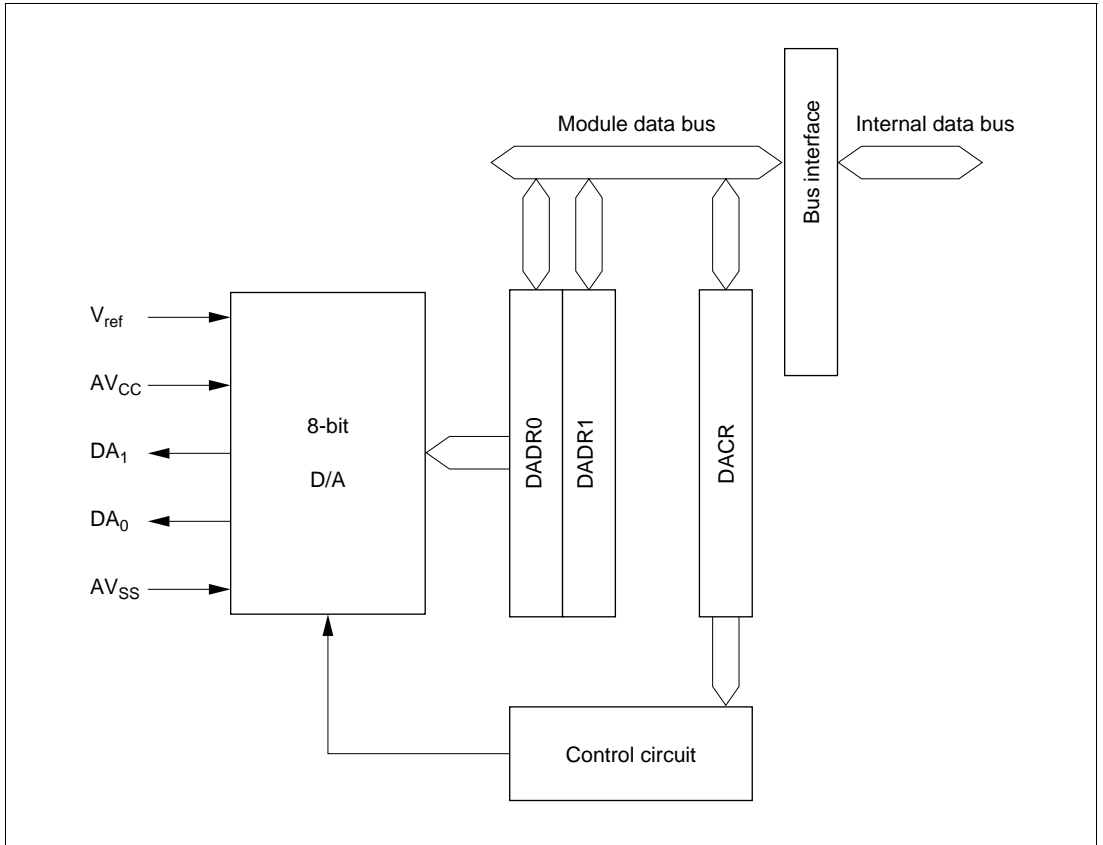 Module data bus
Internal data bus
Bus interface
Vref
AVCC
DA1
DA0
AVSS
8-bit
D/A
DADR0
DADR1
DACR
Control circuit